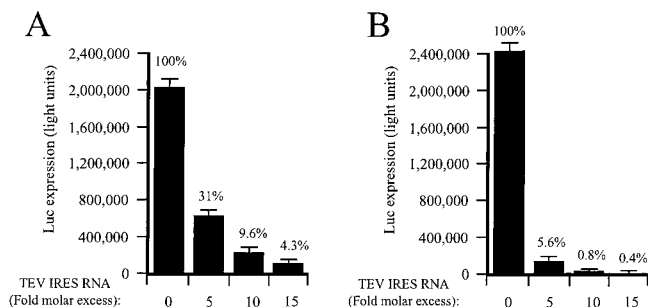 A
Luc expression (light units)
2,400,000
2,000,000
1,600,000
1,200,000
800,000
400,000
0
100%
31%
9.6%
4.3%
TEV IRES RNA
(Fold molar excess): 0 5 10 15
B
Luc expression (light units)
2,400,000
2,000,000
1,600,000
1,200,000
800,000
400,000
0
100%
5.6%
0.8%
0.4%
TEV IRES RNA
(Fold molar excess): 0 5 10 15